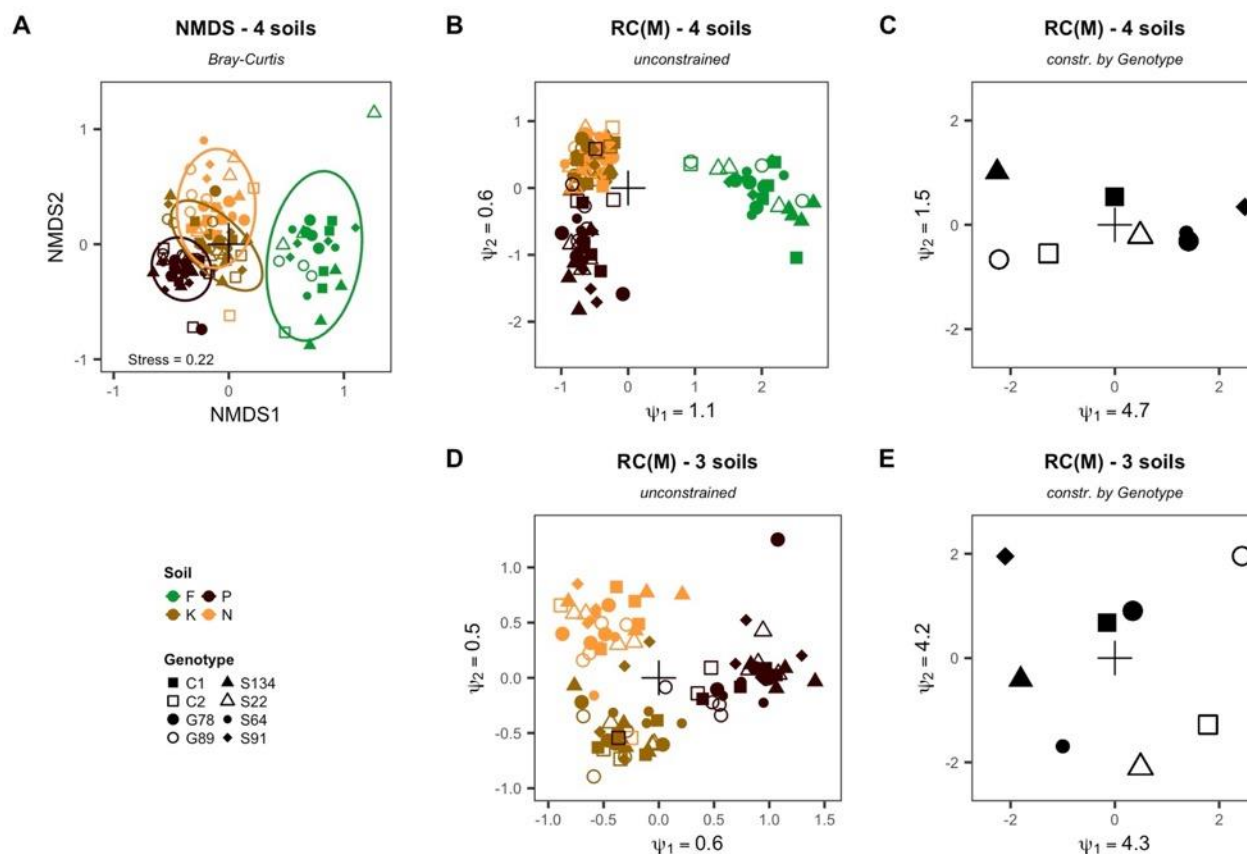 A
NMDS - 4 soils
Bray-Curtis
NMDS2
1
0
-1
Stress = 0.22
-1
0
1
NMDS1
B
RC(M) - 4 soils
unconstrained
ψ2 = 0.6
1
0
-1
-2
-1
0
1
2
ψ1 = 1.1
C
RC(M) - 4 soils
constr. by Genotype
ψ2 = 1.5
2
0
-2
-2
0
2
ψ1 = 4.7
Soil
F P
K N
Genotype
C1 S134
C2 S22
G78 S64
G89 S91
D
RC(M) - 3 soils
unconstrained
ψ2 = 0.5
1.0
0.5
0.0
-0.5
-1.0
-1.0 -0.5 0.0 0.5 1.0 1.5
ψ1 = 0.6
E
RC(M) - 3 soils
constr. by Genotype
ψ2 = 4.2
2
0
-2
-2
0
2
ψ1 = 4.3